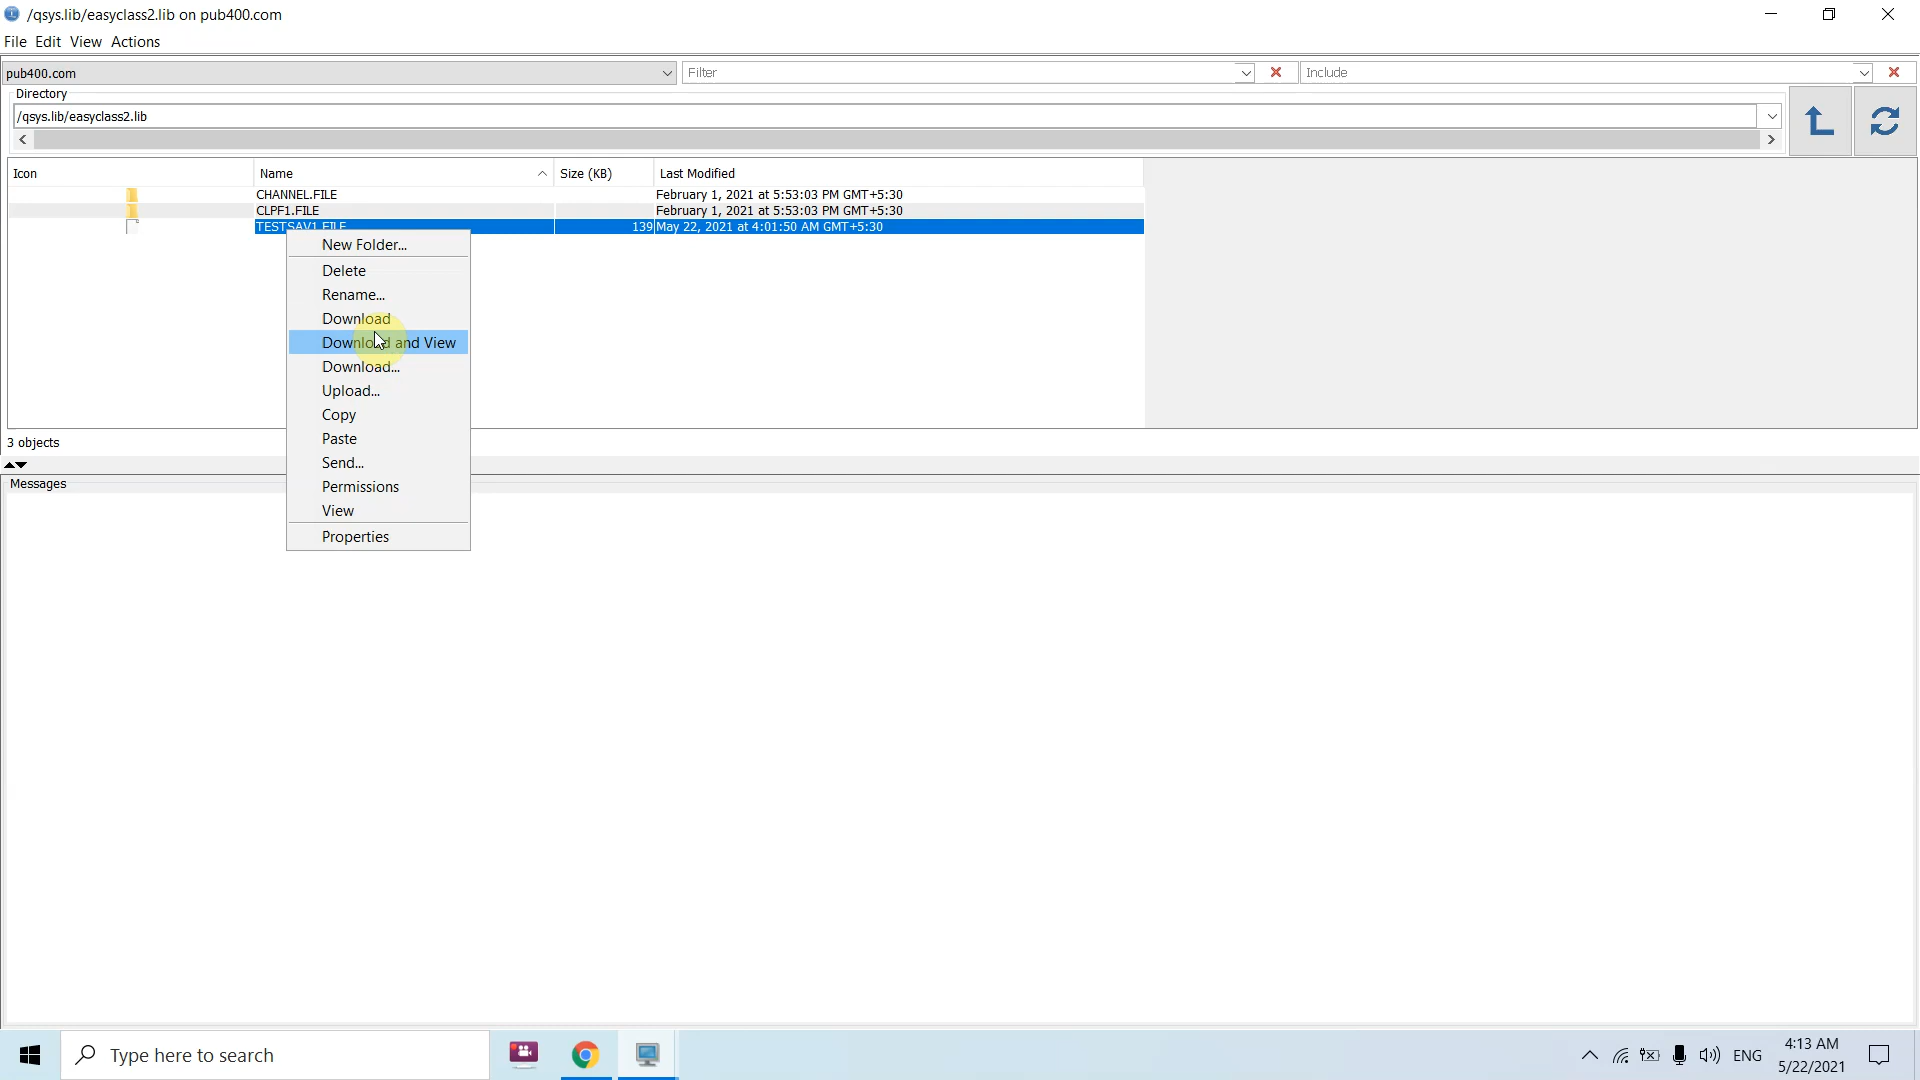 /qsys.lib/easyclass2.lib on pub400.com
File Edit View Actions
pub400.com Filter Include
Directory
/qsys.lib/easyclass2.lib
Icon Name Size (KB) Last Modified
CHANNEL.FILE February 1, 2021 at 5:53:03 PM GMT+5:30
CLPF1.FILE February 1, 2021 at 5:53:03 PM GMT+5:30
TESTSAV1.FILE 139 May 22, 2021 at 4:01:50 AM GMT+5:30
New Folder...
Delete
Rename...
Download
Download and View
Download...
Upload...
Copy
Paste
Send...
Permissions
View
Properties
3 objects
Messages
Type here to search
ENG
4:13 AM
5/22/2021